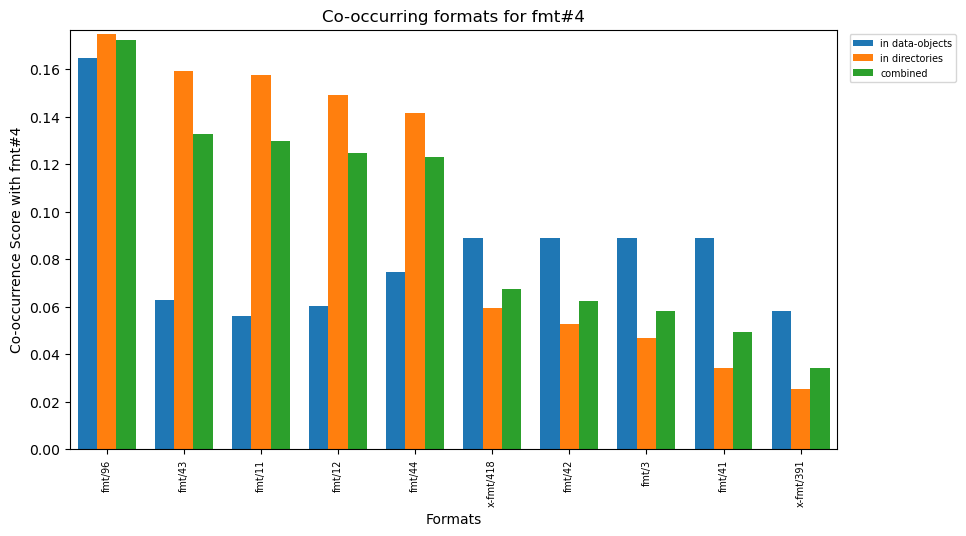 Co-occurring formats for fmt#4
in data-objects
in directories
combined
Co-occurrence Score with fmt#4
0.16
0.14
0.12
0.10
0.08
0.06
0.04
0.02
0.00
fmt/96
fmt/43
fmt/11
fmt/12
fmt/44
x-fmt/418
fmt/42
fmt/3
fmt/41
x-fmt/391
Formats